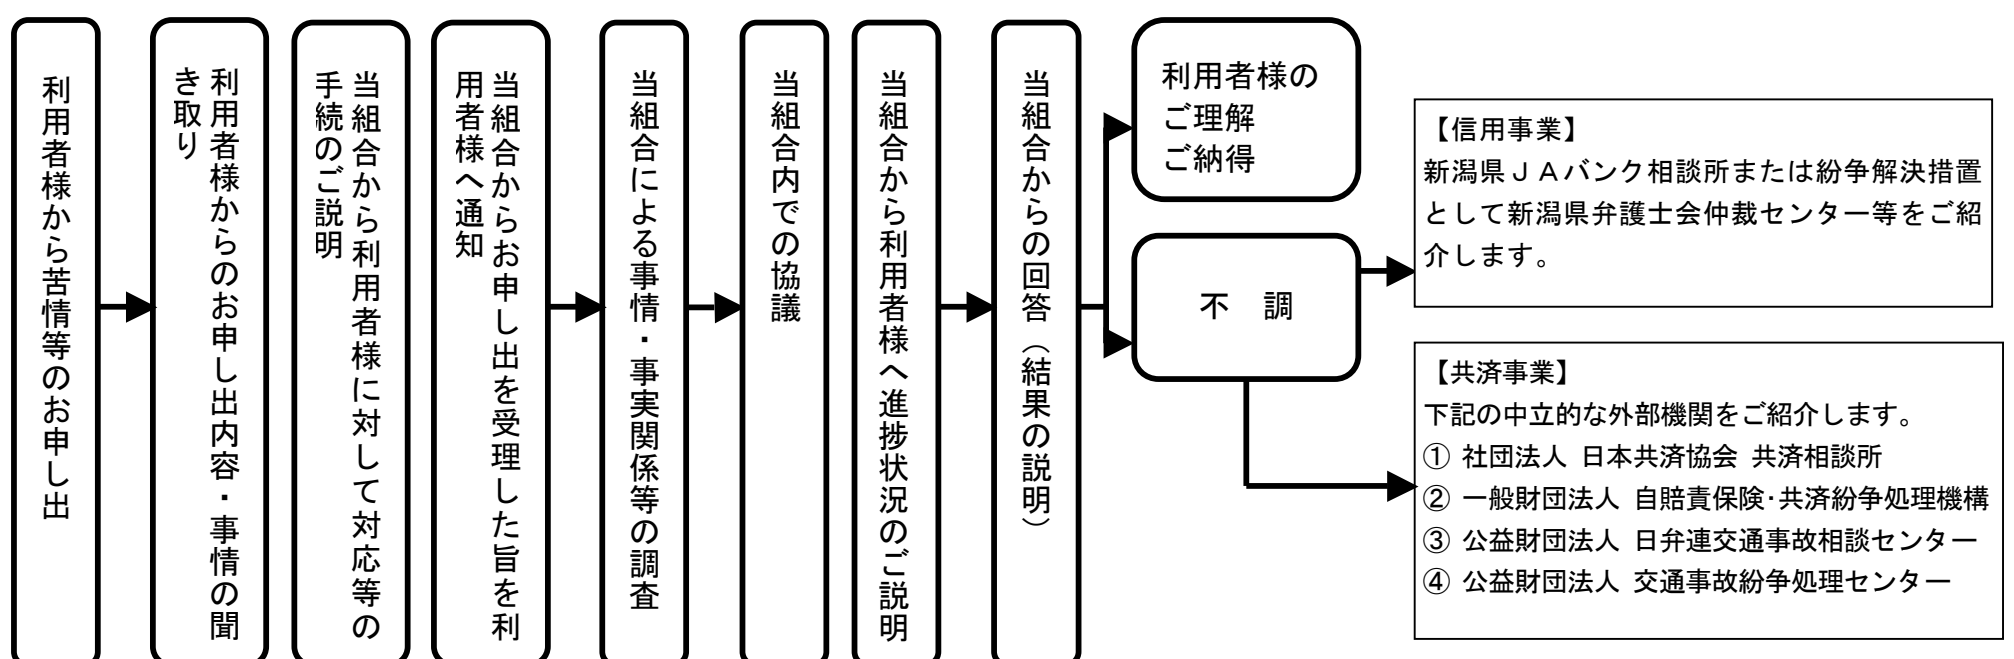 利用者様から苦情等のお申し出
利用者様からのお申し出内容・事情の聞
き取り
当組合から利用者様に対して対応等の
手続のご説明
当組合からお申し出を受理した旨を利
用者様へ通知
当組合による事情・事実関係等の調査
当組合内での協議
当組合から利用者様へ進捗状況のご説明
当組合からの回答（結果の説明）
利用者様の
ご理解
ご納得
不　調
【信用事業】
新潟県ＪＡバンク相談所または紛争解決措置
として新潟県弁護士会仲裁センター等をご紹
介します。
【共済事業】
下記の中立的な外部機関をご紹介します。
① 社団法人 日本共済協会 共済相談所
② 一般財団法人 自賠責保険･共済紛争処理機構
③ 公益財団法人 日弁連交通事故相談センター
④ 公益財団法人 交通事故紛争処理センター